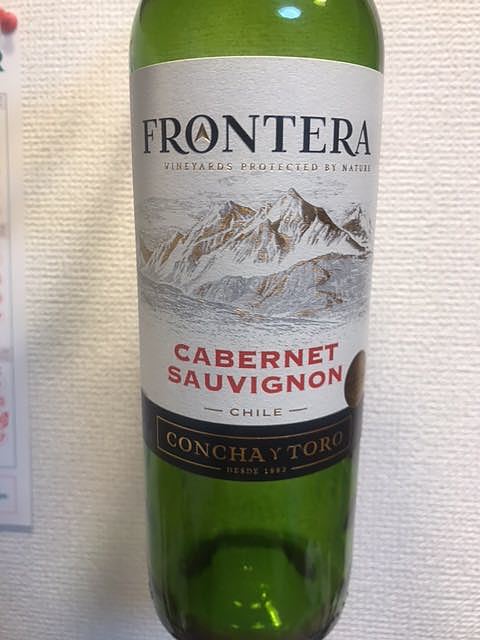 FRONTERA
VINEYARDS PROTECTED BY NATURE
CABERNET
SAUVIGNON
CHILE
CONCHA Y TORO
DESDE 1883